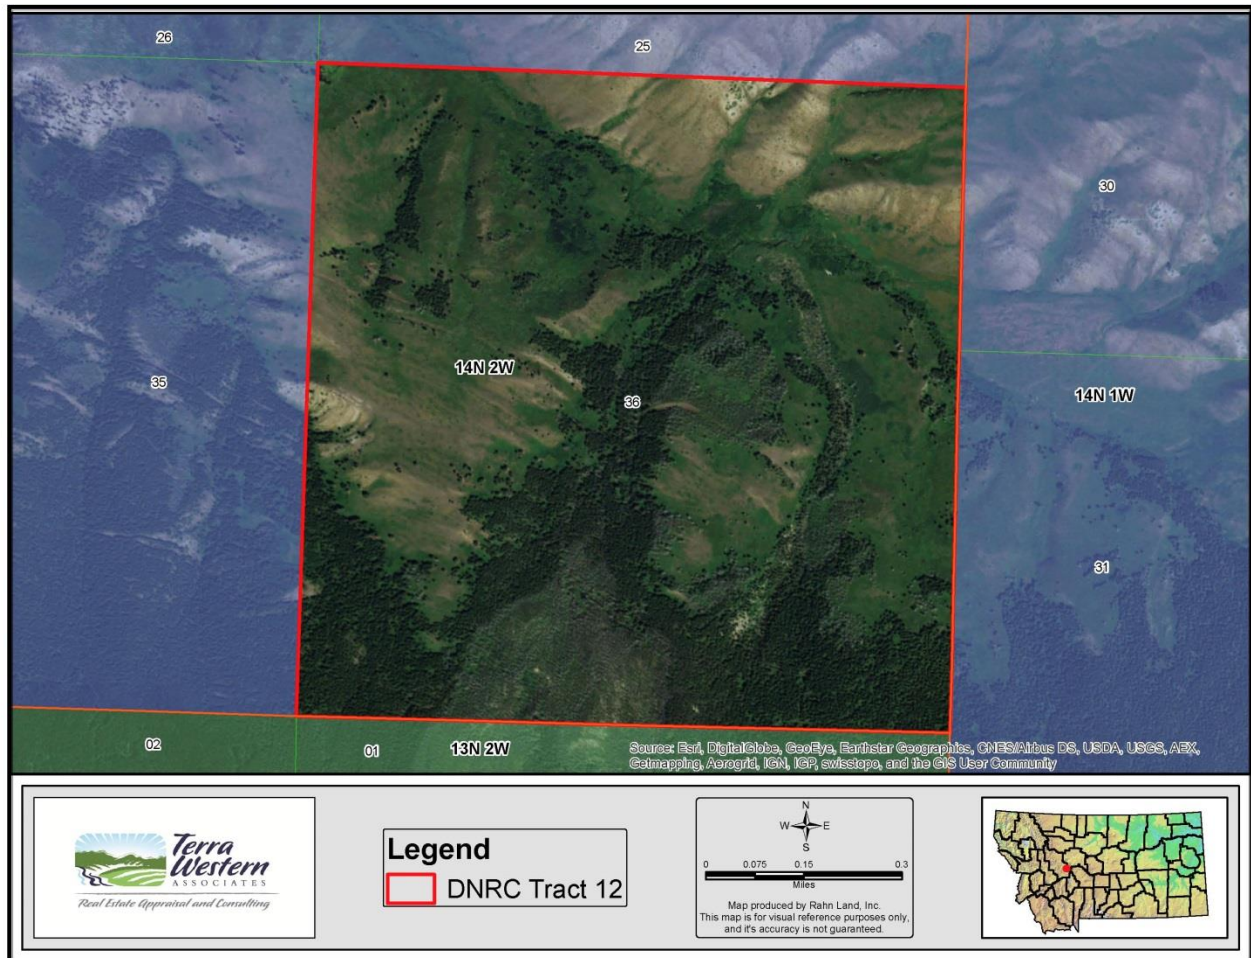 26
25
30
14N 2W
35
36
14N 1W
31
02
01
13N 2W
Source: Esri, DigitalGlobe, GeoEye, Earthstar Geographics, CNES/Airbus DS, USDA, USGS, AEX,
Getmapping, Aerogrid, IGN, IGP, swisstopo, and the GIS User Community
Terra
Western
ASSOCIATES
Real Estate Appraisal and Consulting
Legend
DNRC Tract 12
N
W E
S
0 0.075 0.15 0.3
Miles
Map produced by Rahn Land, Inc.
This map is for visual reference purposes only,
and it's accuracy is not guaranteed.